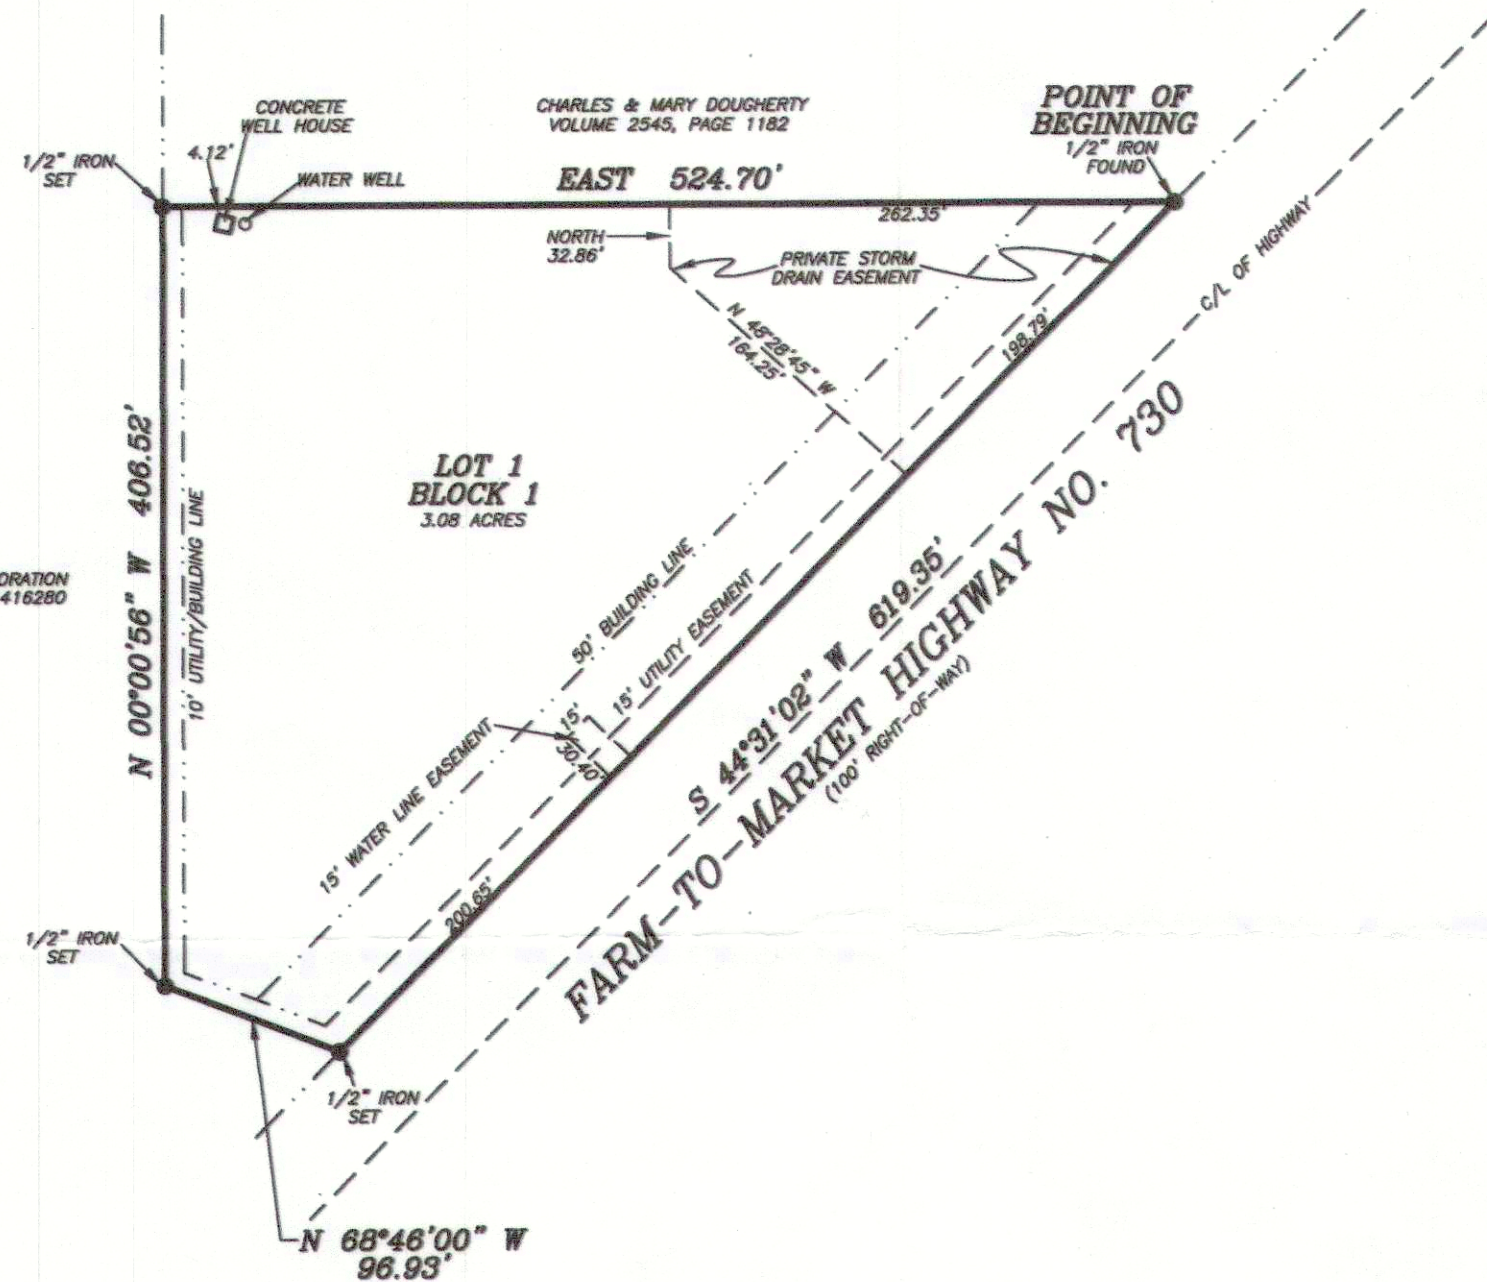 CONCRETE
WELL HOUSE
4.12'
1/2" IRON
SET
WATER WELL
CHARLES & MARY DOUGHERTY
VOLUME 2545, PAGE 1182
EAST 524.70'
POINT OF
BEGINNING
1/2" IRON
FOUND
262.35'
NORTH
32.86'
PRIVATE STORM
DRAIN EASEMENT
C/L OF HIGHWAY
N 48°28'45" W
164.25'
198.79'
N 00°00'56" W 406.52'
10' UTILITY/BUILDING LINE
LOT 1
BLOCK 1
3.08 ACRES
ORATION
416280
50' BUILDING LINE
15' UTILITY EASEMENT
15'
30.40'
15' WATER LINE EASEMENT
S 44°31'02" W 619.35'
FARM-TO-MARKET HIGHWAY NO. 730
(100' RIGHT-OF-WAY)
200.65'
1/2" IRON
SET
1/2" IRON
SET
N 68°46'00" W
96.93'